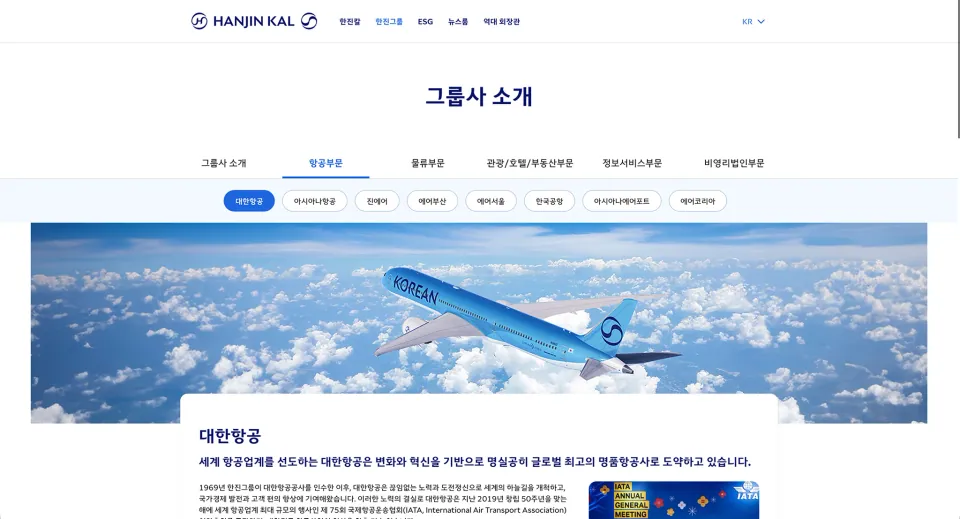 HANJIN KAL
한진칼 한진그룹 ESG 뉴스룸 역대 회장관
KR
그룹사 소개
그룹사 소개 항공부문 물류부문 관광/호텔/부동산부문 정보서비스부문 비영리법인부문
대한항공 아시아나항공 진에어 에어부산 에어서울 한국공항 아시아나에어포트 에어코리아
KOREAN
대한항공
세계 항공업계를 선도하는 대한항공은 변화와 혁신을 기반으로 명실공히 글로벌 최고의 명품항공사로 도약하고 있습니다.
1969년 한진그룹이 대한항공공사를 인수한 이후, 대한항공은 끊임없는 노력과 도전정신으로 세계의 하늘길을 개척하고,
국가경제 발전과 고객 편의 향상에 기여해왔습니다. 이러한 노력의 결실로 대한항공은 지난 2019년 창립 50주년을 맞는
해에 세계 항공업계 최대 규모의 행사인 제 75회 국제항공운송협회(IATA, International Air Transport Association)
IATA
ANNUAL
GENERAL
MEETING
IATA